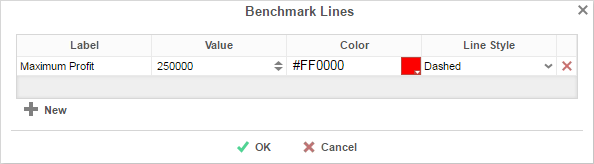 Benchmark Lines
Label Value Color Line Style
Maximum Profit 250000 #FF0000 Dashed
New
OK Cancel